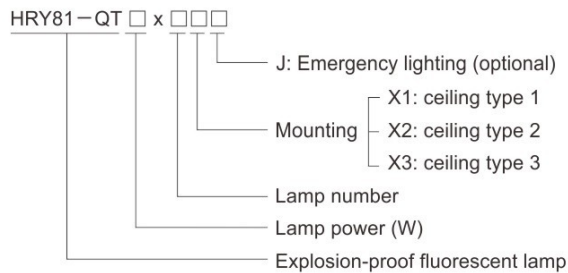 HRY81-QT□x□□□
J: Emergency lighting (optional)
X1: ceiling type 1
Mounting X2: ceiling type 2
X3: ceiling type 3
Lamp number
Lamp power (W)
Explosion-proof fluorescent lamp